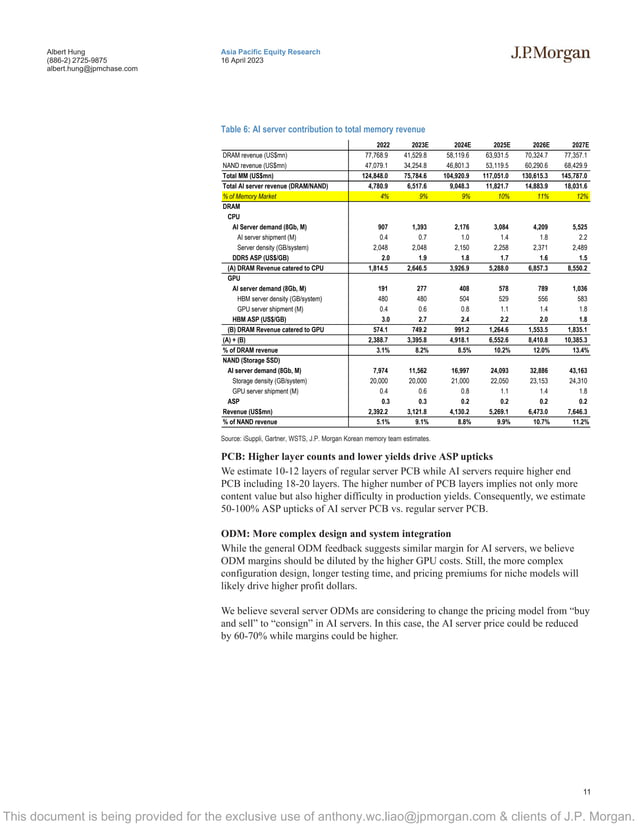 Albert Hung
(886-2) 2725-9875
albert.hung@jpmchase.com
Asia Pacific Equity Research
16 April 2023
J.P.Morgan
Table 6: AI server contribution to total memory revenue
2022 2023E 2024E 2025E 2026E 2027E
DRAM revenue (US$mn) 77,768.9 41,529.8 58,119.6 63,931.5 70,324.7 77,357.1
NAND revenue (US$mn) 47,079.1 34,254.8 46,801.3 53,119.5 60,290.6 68,429.9
Total MM (US$mn) 124,848.0 75,784.6 104,920.9 117,051.0 130,615.3 145,787.0
Total AI server revenue (DRAM/NAND) 4,780.9 6,517.6 9,048.3 11,821.7 14,883.9 18,031.6
% of Memory Market 4% 9% 9% 10% 11% 12%
DRAM
CPU
AI Server demand (8Gb, M) 907 1,393 2,176 3,084 4,209 5,525
AI server shipment (M) 0.4 0.7 1.0 1.4 1.8 2.2
Server density (GB/system) 2,048 2,048 2,150 2,258 2,371 2,489
DDR5 ASP (US$/GB) 2.0 1.9 1.8 1.7 1.6 1.5
(A) DRAM Revenue catered to CPU 1,814.5 2,646.5 3,926.9 5,288.0 6,857.3 8,550.2
GPU
AI server demand (8Gb, M) 191 277 408 578 789 1,036
HBM server density (GB/system) 480 480 504 529 556 583
GPU server shipment (M) 0.4 0.6 0.8 1.1 1.4 1.8
HBM ASP (US$/GB) 3.0 2.7 2.4 2.2 2.0 1.8
(B) DRAM Revenue catered to GPU 574.1 749.2 991.2 1,264.6 1,553.5 1,835.1
(A) + (B) 2,388.7 3,395.8 4,918.1 6,552.6 8,410.8 10,385.3
% of DRAM revenue 3.1% 8.2% 8.5% 10.2% 12.0% 13.4%
NAND (Storage SSD)
AI server demand (8Gb, M) 7,974 11,562 16,997 24,093 32,886 43,163
Storage density (GB/system) 20,000 20,000 21,000 22,050 23,153 24,310
GPU server shipment (M) 0.4 0.6 0.8 1.1 1.4 1.8
ASP 0.3 0.3 0.2 0.2 0.2 0.2
Revenue (US$mn) 2,392.2 3,121.8 4,130.2 5,269.1 6,473.0 7,646.3
% of NAND revenue 5.1% 9.1% 8.8% 9.9% 10.7% 11.2%
Source: iSuppli, Gartner, WSTS, J.P. Morgan Korean memory team estimates.
PCB: Higher layer counts and lower yields drive ASP upticks
We estimate 10-12 layers of regular server PCB while AI servers require higher end
PCB including 18-20 layers. The higher number of PCB layers implies not only more
content value but also higher difficulty in production yields. Consequently, we estimate
50-100% ASP upticks of AI server PCB vs. regular server PCB.
ODM: More complex design and system integration
While the general ODM feedback suggests similar margin for AI servers, we believe
ODM margins should be diluted by the higher GPU costs. Still, the more complex
configuration design, longer testing time, and pricing premiums for niche models will
likely drive higher profit dollars.
We believe several server ODMs are considering to change the pricing model from “buy
and sell” to “consign” in AI servers. In this case, the AI server price could be reduced
by 60-70% while margins could be higher.
11
This document is being provided for the exclusive use of anthony.wc.liao@jpmorgan.com & clients of J.P. Morgan.